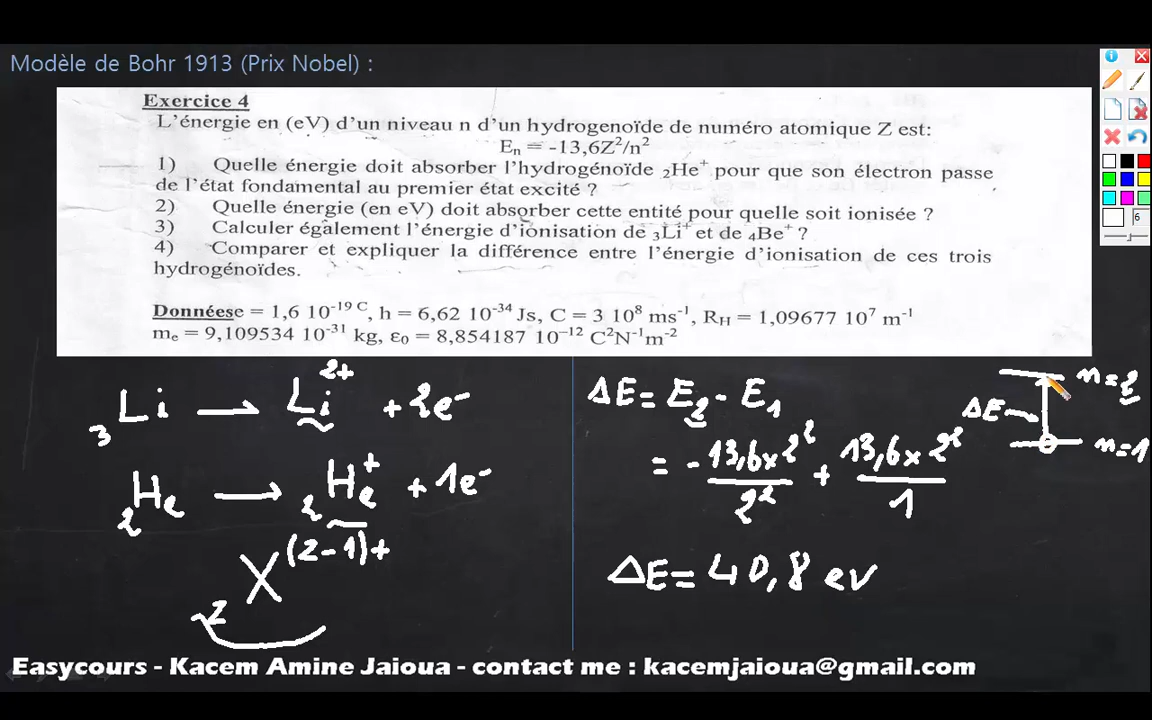 Modèle de Bohr 1913 (Prix Nobel) :
Exercice 4
L'énergie en (eV) d'un niveau n d'un hydrogenoïde de numéro atomique Z est:
Eₙ = -13,6Z²/n²
1) Quelle énergie doit absorber l'hydrogénoïde ₂He⁺ pour que son électron passe
de l'état fondamental au premier état excité ?
2) Quelle énergie (en eV) doit absorber cette entité pour quelle soit ionisée ?
3) Calculer également l'énergie d'ionisation de ₃Li⁺ et de ₄Be⁺ ?
4) Comparer et expliquer la différence entre l'énergie d'ionisation de ces trois
hydrogénoïdes.
Donnéese = 1,6 10⁻¹⁹ C, h = 6,62 10⁻³⁴ Js, C = 3 10⁸ ms⁻¹, R_H = 1,09677 10⁷ m⁻¹
mₑ = 9,109534 10⁻³¹ kg, ε₀ = 8,854187 10⁻¹² C²N⁻¹m⁻²
₃Li → Li²⁺ + 2e⁻
₂He → ₂He⁺ + 1e⁻
zX⁽ᶻ⁻¹⁾⁺
ΔE = E₂ - E₁
= - 13,6 x 2² / 2² + 13,6 x 2² / 1
ΔE = 40,8 ev
n=2
ΔE
n=1
6
Easycours - Kacem Amine Jaioua - contact me : kacemjaioua@gmail.com